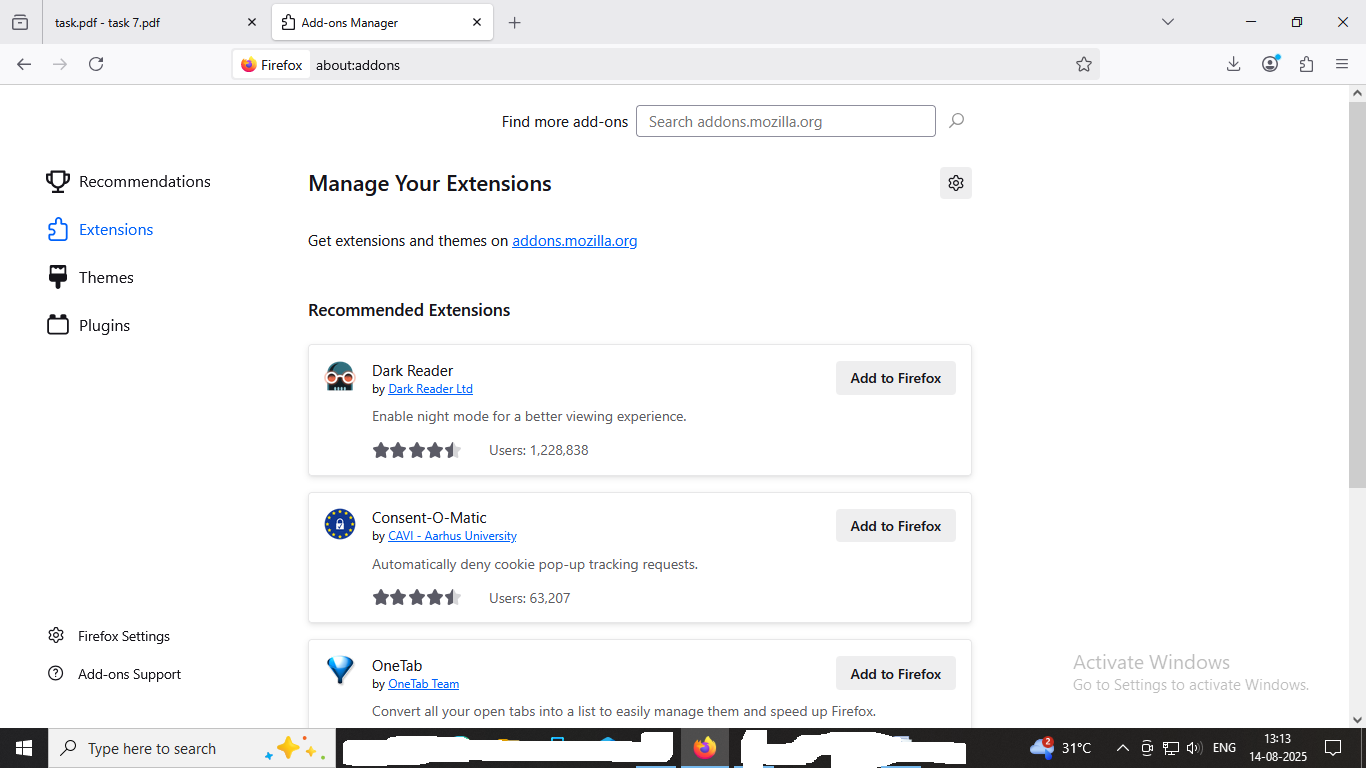 task.pdf - task 7.pdf
Add-ons Manager
Firefox
about:addons
Find more add-ons
Search addons.mozilla.org
Recommendations
Extensions
Themes
Plugins
Manage Your Extensions
Get extensions and themes on addons.mozilla.org
Recommended Extensions
Dark Reader
by Dark Reader Ltd
Enable night mode for a better viewing experience.
Users: 1,228,838
Add to Firefox
Consent-O-Matic
by CAVI - Aarhus University
Automatically deny cookie pop-up tracking requests.
Users: 63,207
Add to Firefox
OneTab
by OneTab Team
Convert all your open tabs into a list to easily manage them and speed up Firefox.
Add to Firefox
Firefox Settings
Add-ons Support
Activate Windows
Go to Settings to activate Windows.
Type here to search
2
31°C
ENG
13:13
14-08-2025